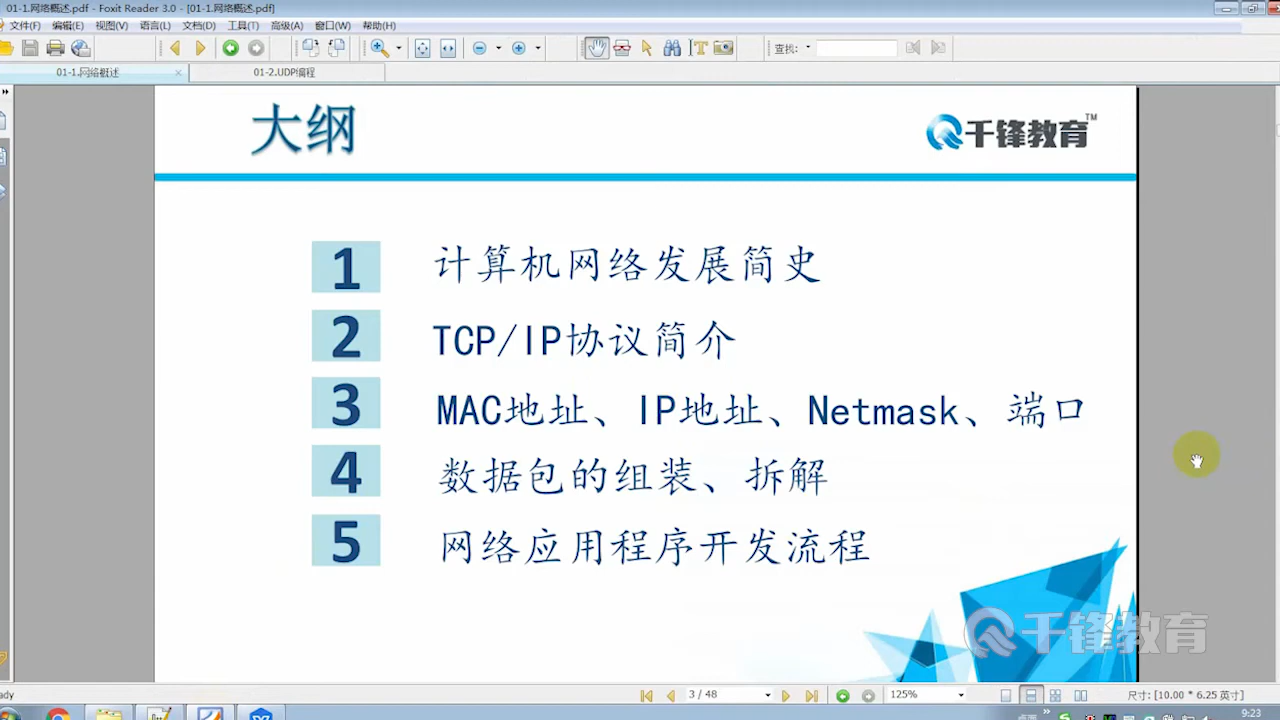 01-1.网络概述.pdf - Foxit Reader 3.0 - [01-1.网络概述.pdf]
文件(F) 编辑(E) 视图(V) 语言(L) 文档(D) 工具(T) 高级(A) 窗口(W) 帮助(H)
查找:
01-1.网络概述 01-2.UDP编程
大纲
千锋教育™
1 计算机网络发展简史
2 TCP/IP协议简介
3 MAC地址、IP地址、Netmask、端口
4 数据包的组装、拆解
5 网络应用程序开发流程
千锋教育
ady 3 / 48 125% 尺寸: [10.00 * 6.25 英寸]
9:23